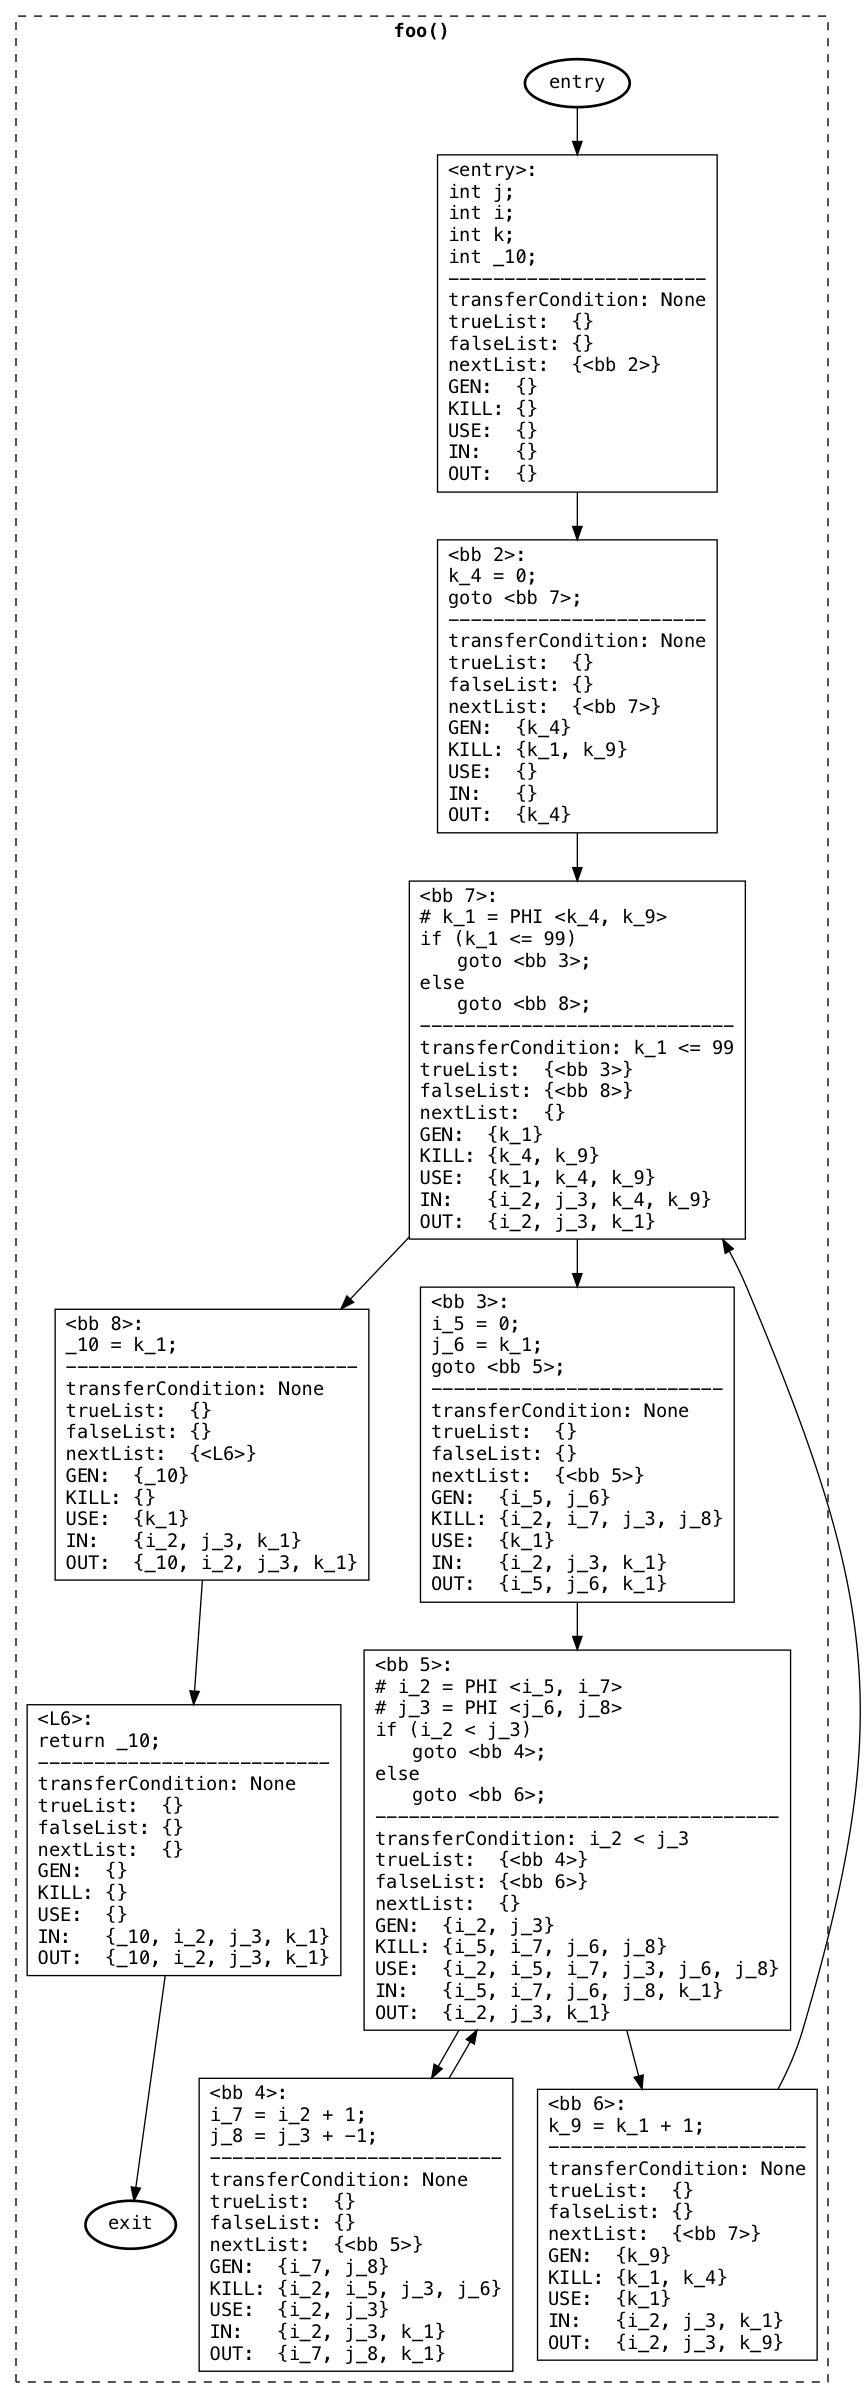 foo()
entry
<entry>:
int j;
int i;
int k;
int _10;
-----------------------
transferCondition: None
trueList:  {}
falseList: {}
nextList:  {<bb 2>}
GEN:  {}
KILL: {}
USE:  {}
IN:   {}
OUT:  {}
<bb 2>:
k_4 = 0;
goto <bb 7>;
-----------------------
transferCondition: None
trueList:  {}
falseList: {}
nextList:  {<bb 7>}
GEN:  {k_4}
KILL: {k_1, k_9}
USE:  {}
IN:   {}
OUT:  {k_4}
<bb 7>:
# k_1 = PHI <k_4, k_9>
if (k_1 <= 99)
goto <bb 3>;
else
goto <bb 8>;
----------------------------
transferCondition: k_1 <= 99
trueList:  {<bb 3>}
falseList: {<bb 8>}
nextList:  {}
GEN:  {k_1}
KILL: {k_4, k_9}
USE:  {k_1, k_4, k_9}
IN:   {i_2, j_3, k_4, k_9}
OUT:  {i_2, j_3, k_1}
<bb 8>:
_10 = k_1;
--------------------------
transferCondition: None
trueList:  {}
falseList: {}
nextList:  {<L6>}
GEN:  {_10}
KILL: {}
USE:  {k_1}
IN:   {i_2, j_3, k_1}
OUT:  {_10, i_2, j_3, k_1}
<bb 3>:
i_5 = 0;
j_6 = k_1;
goto <bb 5>;
--------------------------
transferCondition: None
trueList:  {}
falseList: {}
nextList:  {<bb 5>}
GEN:  {i_5, j_6}
KILL: {i_2, i_7, j_3, j_8}
USE:  {k_1}
IN:   {i_2, j_3, k_1}
OUT:  {i_5, j_6, k_1}
<L6>:
return _10;
--------------------------
transferCondition: None
trueList:  {}
falseList: {}
nextList:  {}
GEN:  {}
KILL: {}
USE:  {}
IN:   {_10, i_2, j_3, k_1}
OUT:  {_10, i_2, j_3, k_1}
<bb 5>:
# i_2 = PHI <i_5, i_7>
# j_3 = PHI <j_6, j_8>
if (i_2 < j_3)
goto <bb 4>;
else
goto <bb 6>;
------------------------------------
transferCondition: i_2 < j_3
trueList:  {<bb 4>}
falseList: {<bb 6>}
nextList:  {}
GEN:  {i_2, j_3}
KILL: {i_5, i_7, j_6, j_8}
USE:  {i_2, i_5, i_7, j_3, j_6, j_8}
IN:   {i_5, i_7, j_6, j_8, k_1}
OUT:  {i_2, j_3, k_1}
exit
<bb 4>:
i_7 = i_2 + 1;
j_8 = j_3 + -1;
--------------------------
transferCondition: None
trueList:  {}
falseList: {}
nextList:  {<bb 5>}
GEN:  {i_7, j_8}
KILL: {i_2, i_5, j_3, j_6}
USE:  {i_2, j_3}
IN:   {i_2, j_3, k_1}
OUT:  {i_7, j_8, k_1}
<bb 6>:
k_9 = k_1 + 1;
-----------------------
transferCondition: None
trueList:  {}
falseList: {}
nextList:  {<bb 7>}
GEN:  {k_9}
KILL: {k_1, k_4}
USE:  {k_1}
IN:   {i_2, j_3, k_1}
OUT:  {i_2, j_3, k_9}